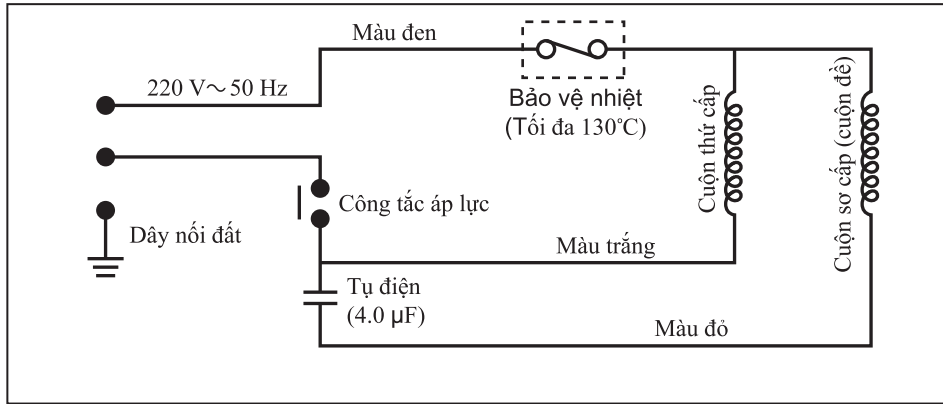 Màu đen
220 V～50 Hz
Bảo vệ nhiệt
(Tối đa 130°C)
Cuộn thứ cấp
Cuộn sơ cấp (cuộn đề)
Công tắc áp lực
Dây nối đất
Màu trắng
Tụ điện
(4.0 µF)
Màu đỏ